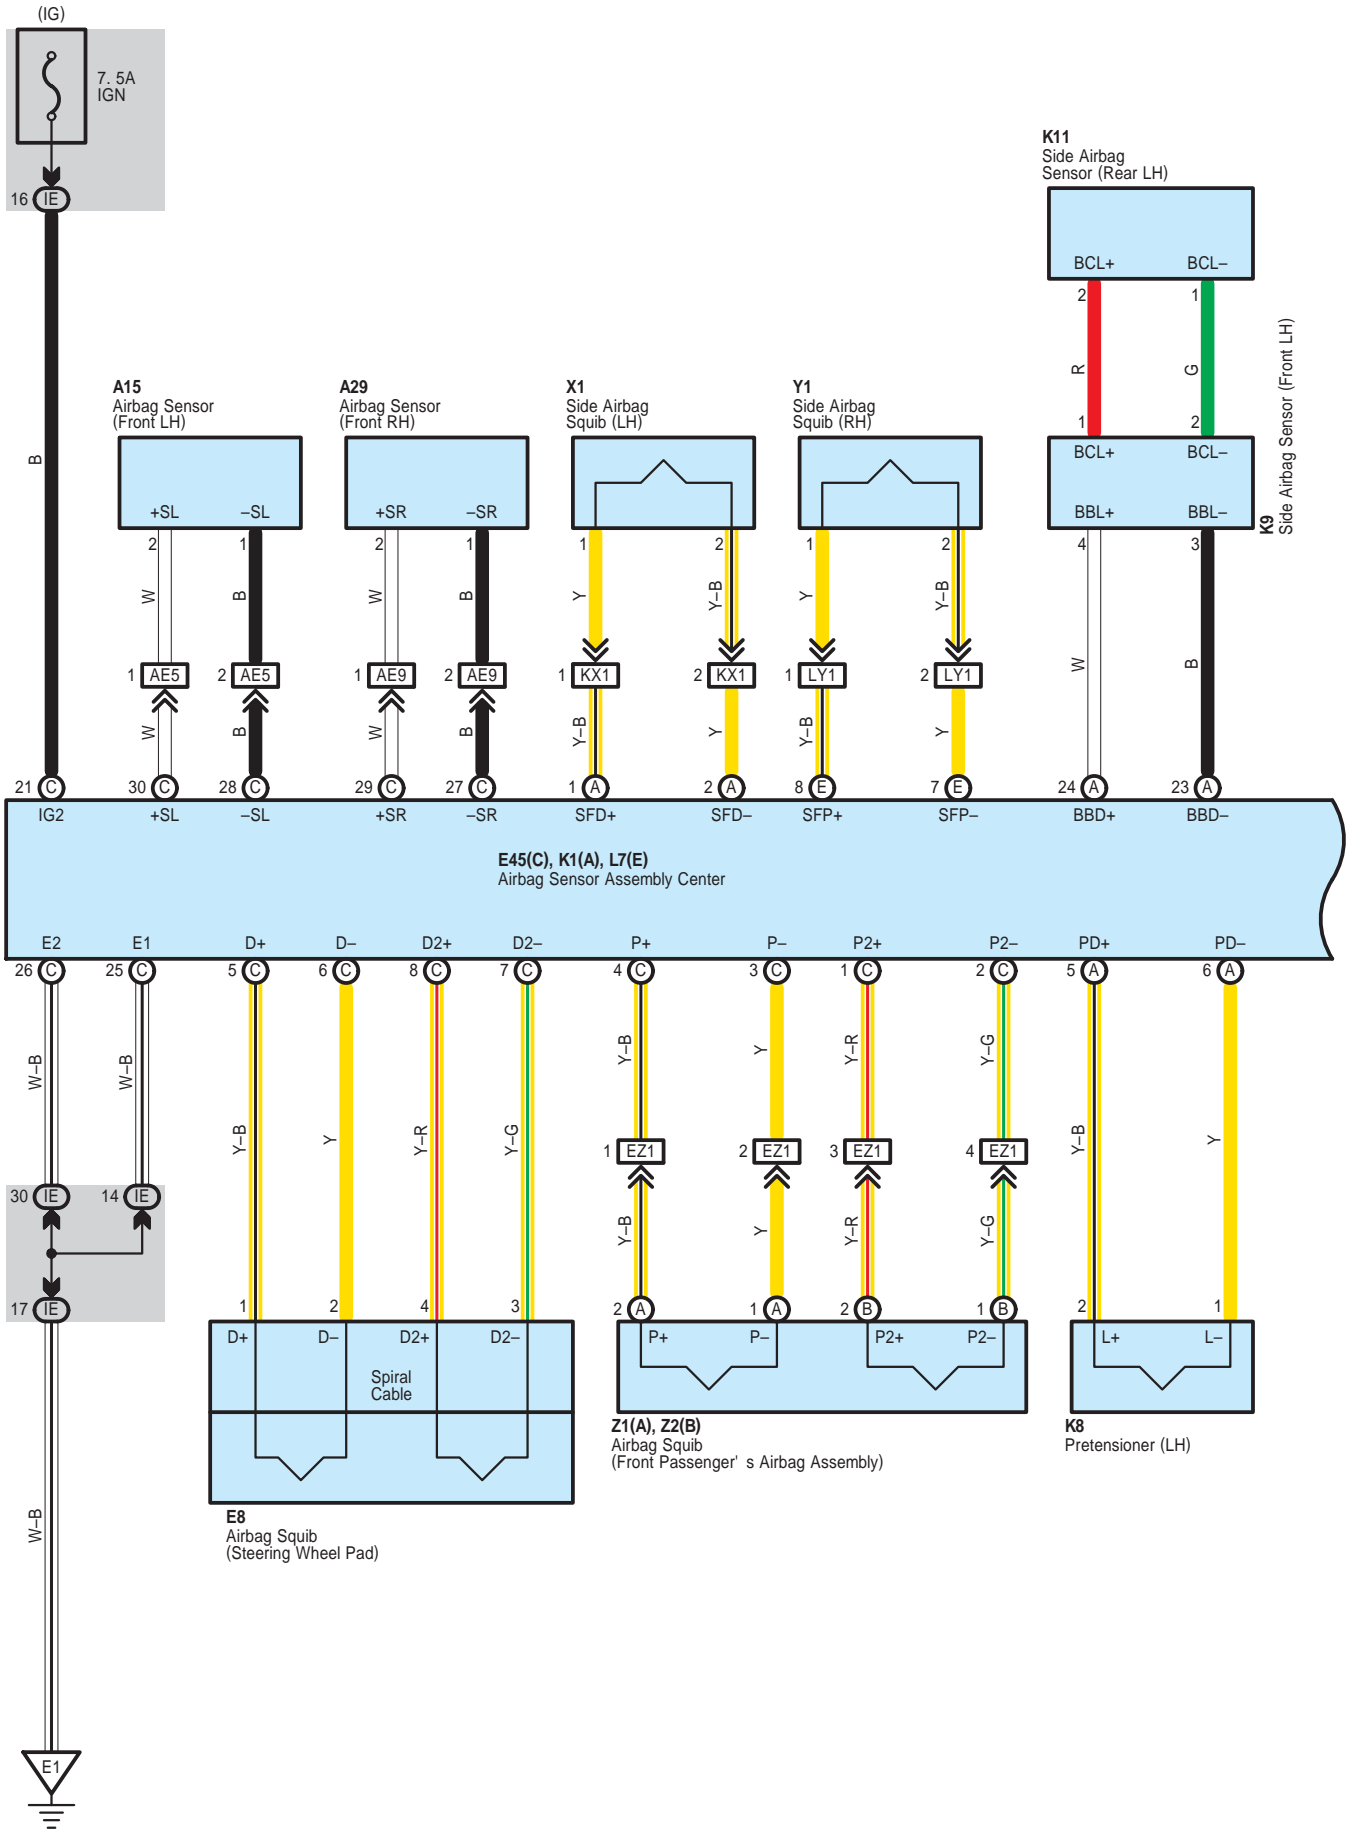 (IG)
7. 5A
IGN
16 IE
K11
Side Airbag
Sensor (Rear LH)
BCL+ BCL–
2 1
R G
1 2
BCL+ BCL–
BBL+ BBL–
4 3
K9
Side Airbag Sensor (Front LH)
B
A15
Airbag Sensor
(Front LH)
A29
Airbag Sensor
(Front RH)
X1
Side Airbag
Squib (LH)
Y1
Side Airbag
Squib (RH)
+SL –SL +SR –SR
2 1 2 1 1 2 1 2
W B W B Y Y–B Y Y–B
1 AE5 2 AE5 1 AE9 2 AE9 1 KX1 2 KX1 1 LY1 2 LY1
W B
W B W B Y–B Y Y–B Y
21 C 30 C 28 C 29 C 27 C 1 A 2 A 8 E 7 E 24 A 23 A
IG2 +SL –SL +SR –SR SFD+ SFD– SFP+ SFP– BBD+ BBD–
E45(C), K1(A), L7(E)
Airbag Sensor Assembly Center
E2 E1 D+ D– D2+ D2– P+ P– P2+ P2– PD+ PD–
26 C 25 C 5 C 6 C 8 C 7 C 4 C 3 C 1 C 2 C 5 A 6 A
W–B W–B Y–B Y Y–R Y–G
Y–B Y Y–R Y–G Y–B Y
1 EZ1 2 EZ1 3 EZ1 4 EZ1
30 IE 14 IE
Y–B Y Y–R Y–G
17 IE
1 2 4 3 2 A 1 A 2 B 1 B 2 1
D+ D– D2+ D2– P+ P– P2+ P2– L+ L–
Spiral
Cable
Z1(A), Z2(B)
Airbag Squib
(Front Passenger' s Airbag Assembly)
K8
Pretensioner (LH)
W–B
E8
Airbag Squib
(Steering Wheel Pad)
E1